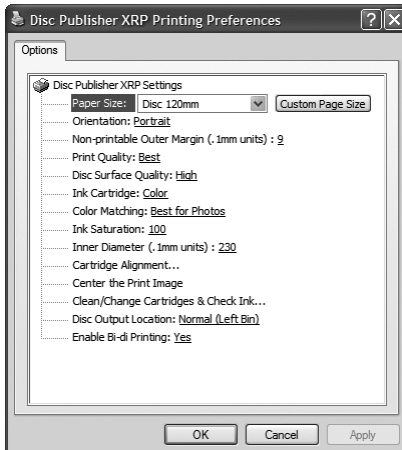 Disc Publisher XRP Printing Preferences
Options
Disc Publisher XRP Settings
Paper Size: Disc 120mm Custom Page Size
Orientation: Portrait
Non-printable Outer Margin (.1mm units) : 9
Print Quality: Best
Disc Surface Quality: High
Ink Cartridge: Color
Color Matching: Best for Photos
Ink Saturation: 100
Inner Diameter (.1mm units) : 230
Cartridge Alignment...
Center the Print Image
Clean/Change Cartridges & Check Ink...
Disc Output Location: Normal (Left Bin)
Enable Bi-di Printing: Yes
OK Cancel Apply